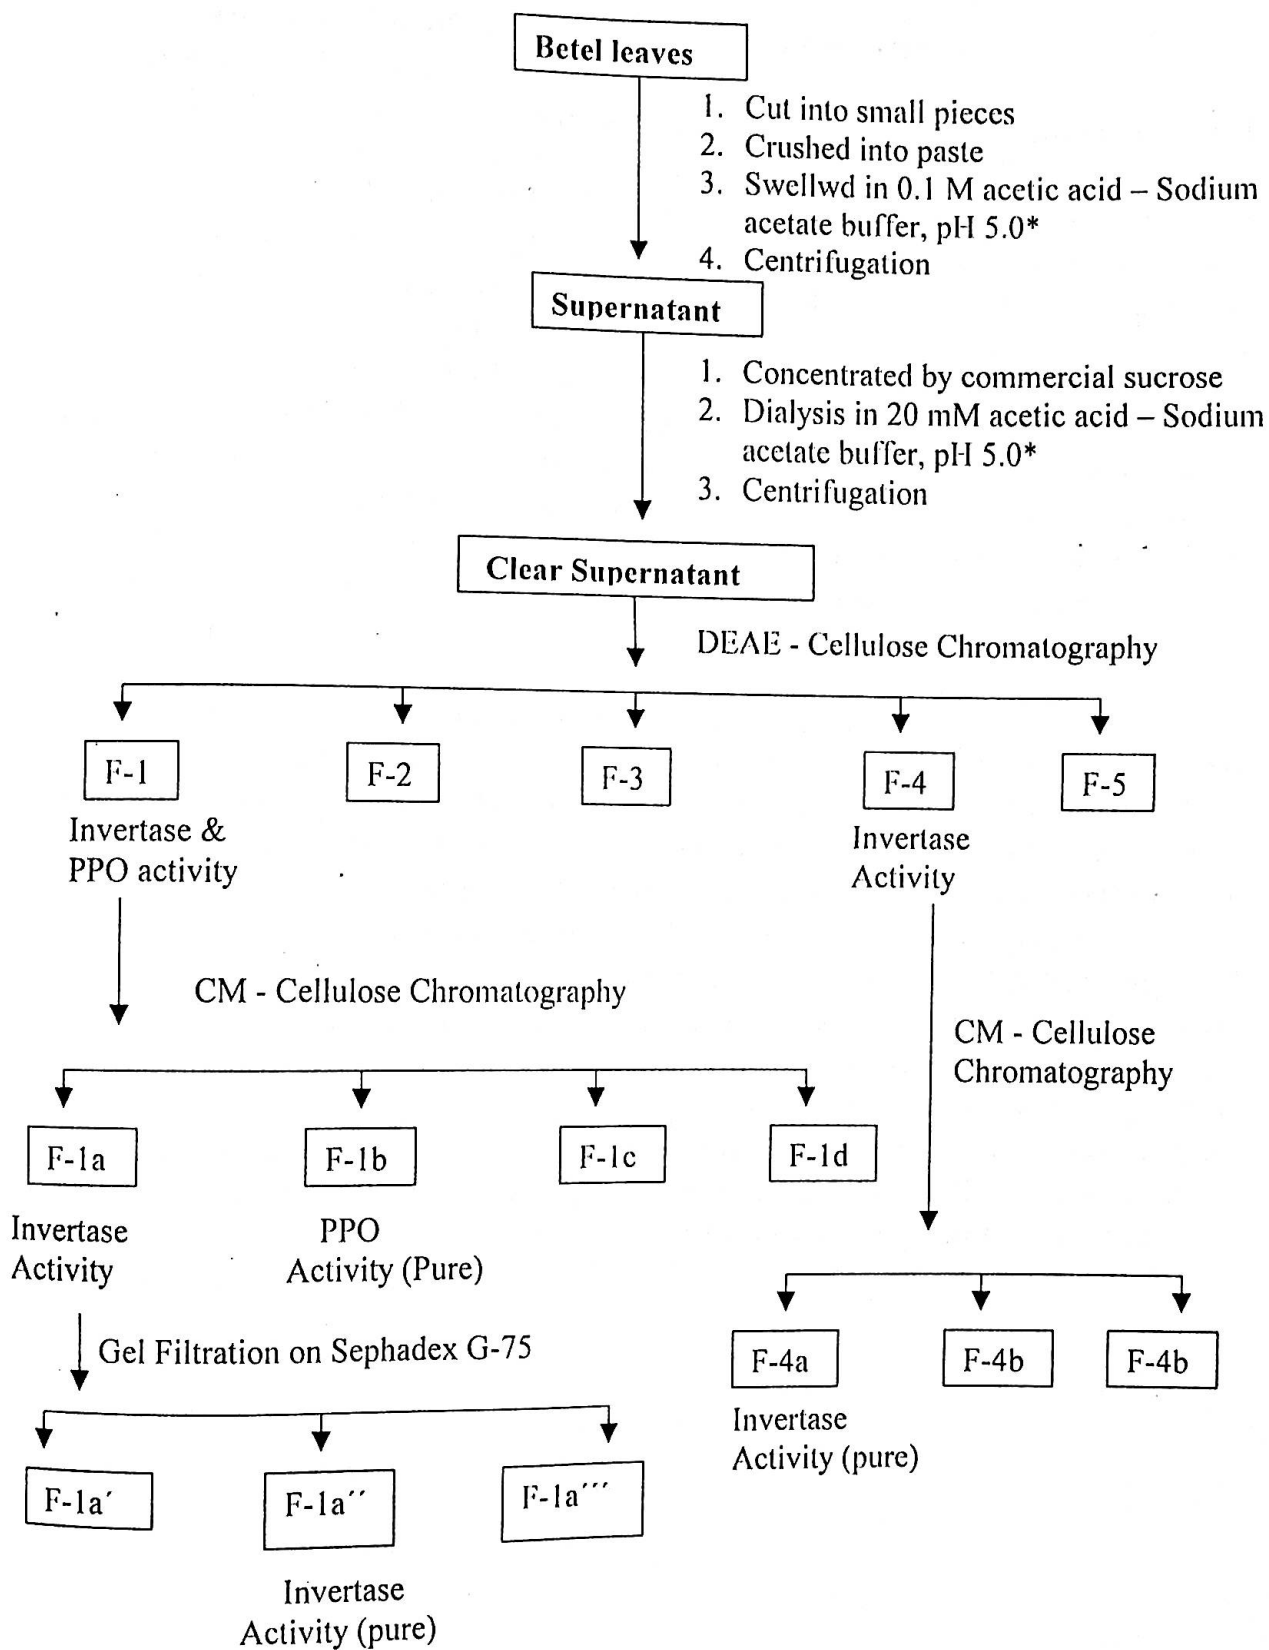 Betel leaves
1. Cut into small pieces
2. Crushed into paste
3. Swellwd in 0.1 M acetic acid – Sodium
acetate buffer, pH 5.0*
4. Centrifugation
Supernatant
1. Concentrated by commercial sucrose
2. Dialysis in 20 mM acetic acid – Sodium
acetate buffer, pH 5.0*
3. Centrifugation
Clear Supernatant
DEAE - Cellulose Chromatography
F-1 F-2 F-3 F-4 F-5
Invertase &
PPO activity
Invertase
Activity
CM - Cellulose Chromatography
CM - Cellulose
Chromatography
F-1a F-1b F-1c F-1d
Invertase
Activity
PPO
Activity (Pure)
Gel Filtration on Sephadex G-75
F-4a F-4b F-4b
Invertase
Activity (pure)
F-1a′ F-1a′′ F-1a′′′
Invertase
Activity (pure)